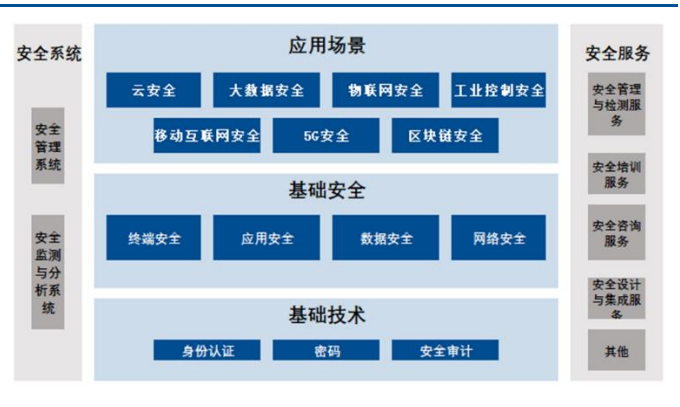 安全系统
安全
管理
系统
安全
监测
与分
析系
统
应用场景
云安全
大数据安全
物联网安全
工业控制安全
移动互联网安全
5G安全
区块链安全
基础安全
终端安全
应用安全
数据安全
网络安全
基础技术
身份认证
密码
安全审计
安全服务
安全管理
与检测服
务
安全培训
服务
安全咨询
服务
安全设计
与集成服
务
其他